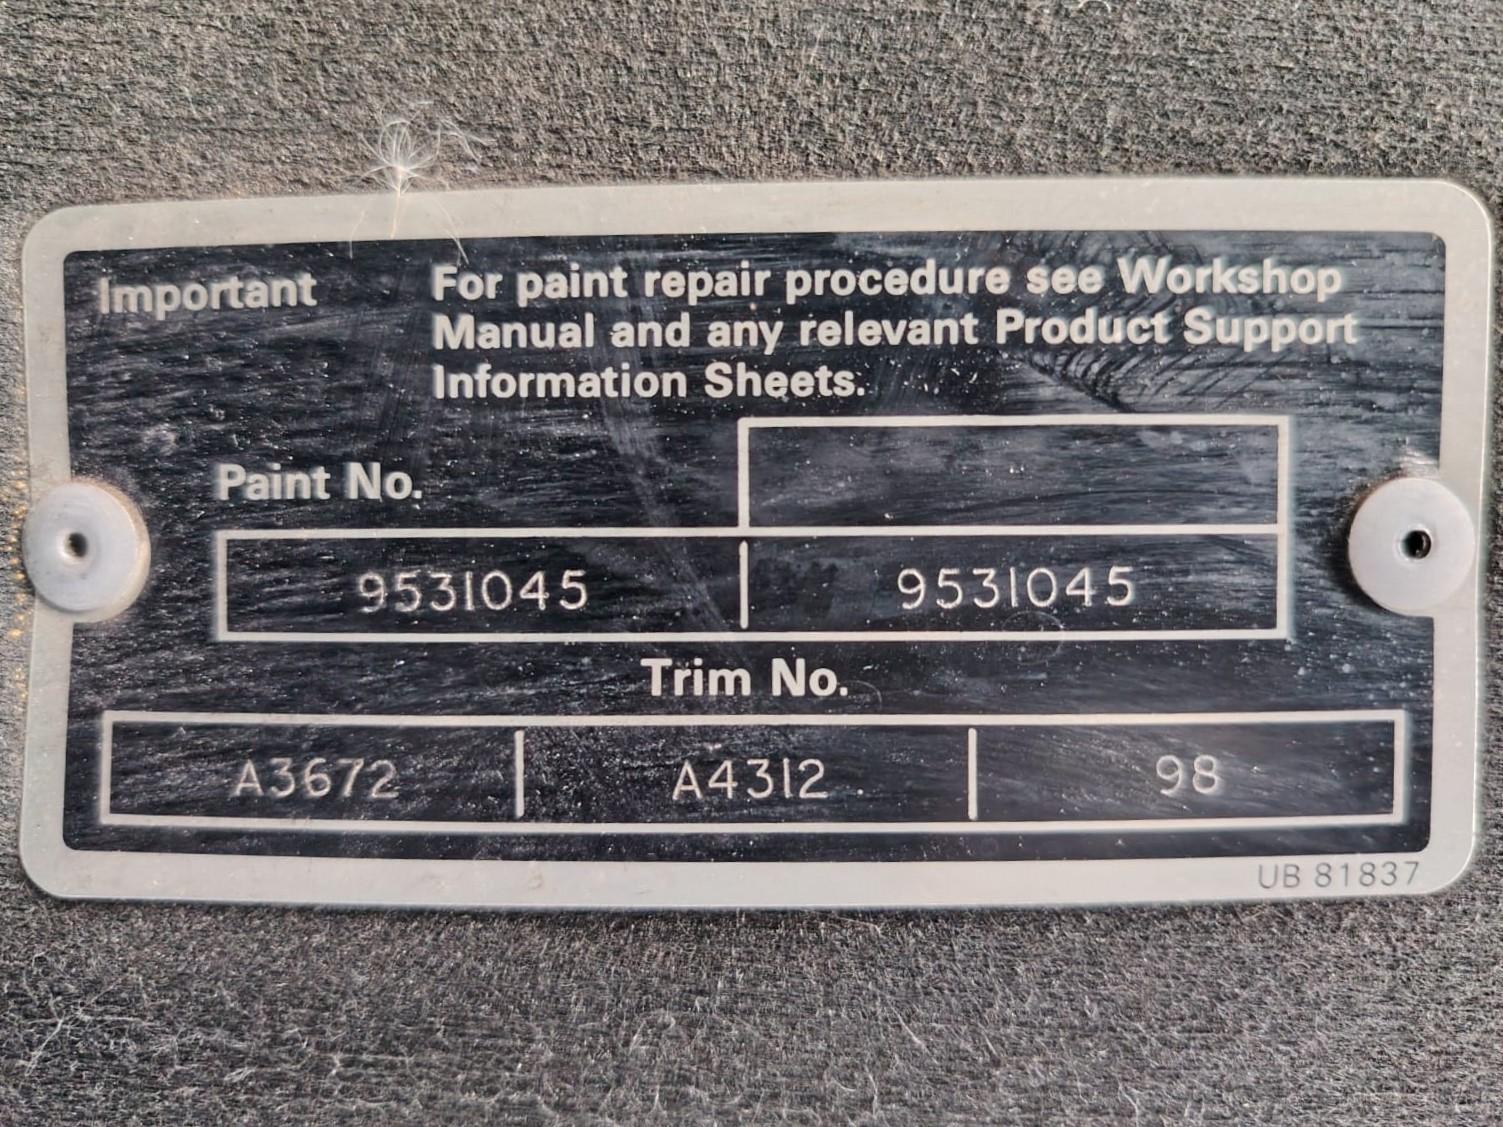 Important
For paint repair procedure see Workshop
Manual and any relevant Product Support
Information Sheets.
Paint No.
9531045 9531045
Trim No.
A3672 A4312 98
UB 81837